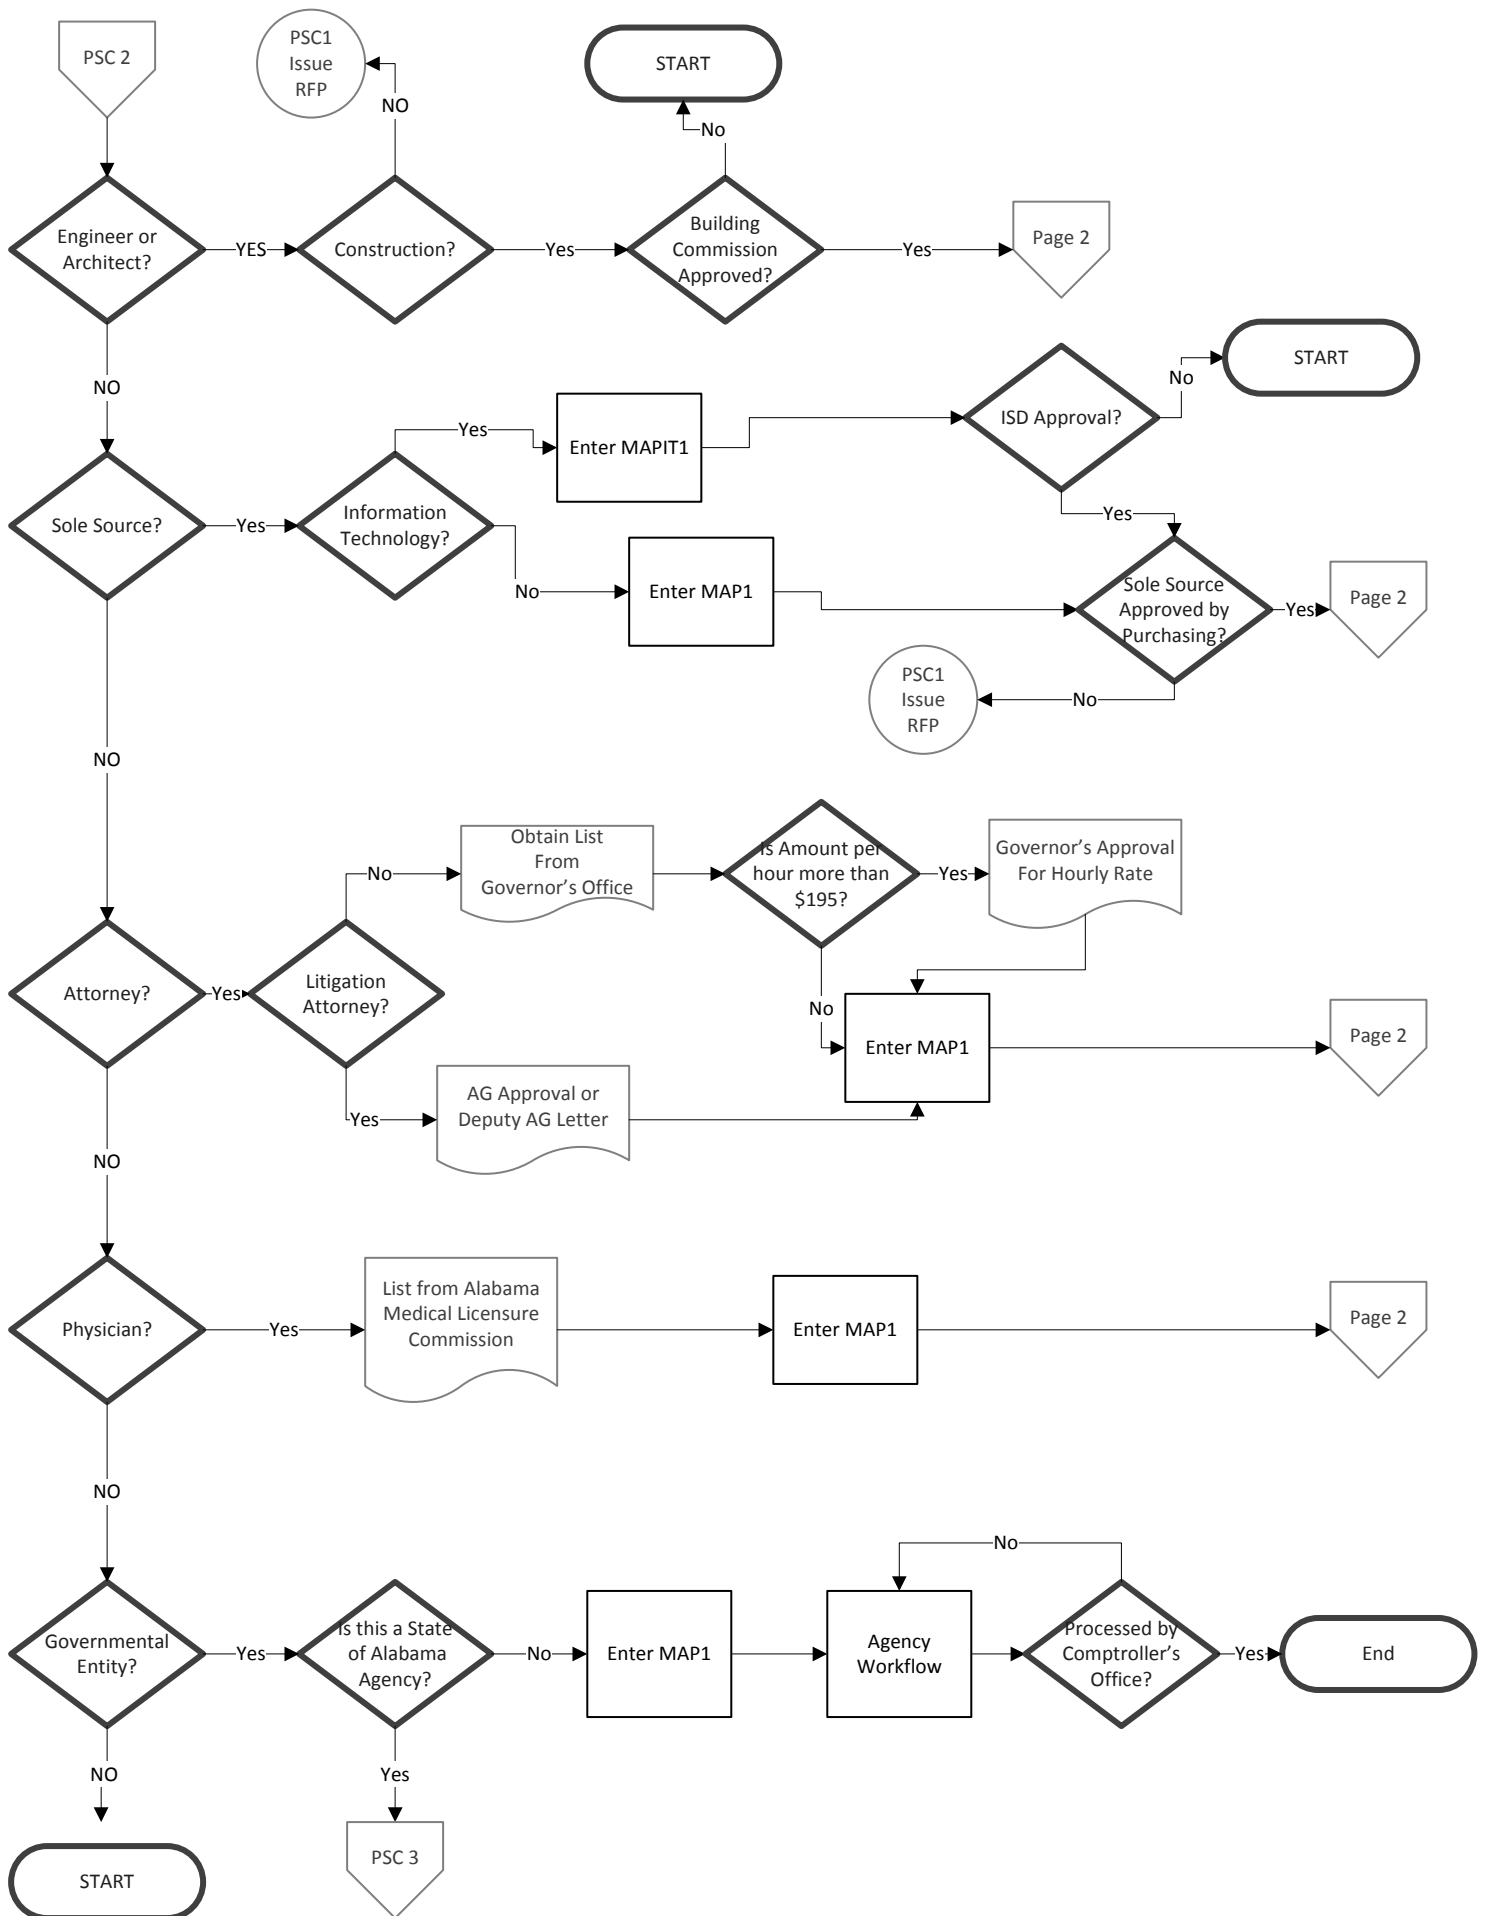 PSC 2
PSC1
Issue
RFP
START
NO
No
Engineer or
Architect?
YES
Construction?
Yes
Building
Commission
Approved?
Yes
Page 2
NO
ISD Approval?
No
START
Yes
Enter MAPIT1
Sole Source?
Yes
Information
Technology?
Yes
No
Enter MAP1
Sole Source
Approved by
Purchasing?
Yes
Page 2
PSC1
Issue
RFP
No
NO
Obtain List
From
Governor's Office
No
Is Amount per
hour more than
$195?
Yes
Governor's Approval
For Hourly Rate
Attorney?
Yes
Litigation
Attorney?
No
Enter MAP1
Page 2
Yes
AG Approval or
Deputy AG Letter
NO
Physician?
Yes
List from Alabama
Medical Licensure
Commission
Enter MAP1
Page 2
NO
No
Governmental
Entity?
Yes
Is this a State
of Alabama
Agency?
No
Enter MAP1
Agency
Workflow
Processed by
Comptroller's
Office?
Yes
End
NO
Yes
START
PSC 3